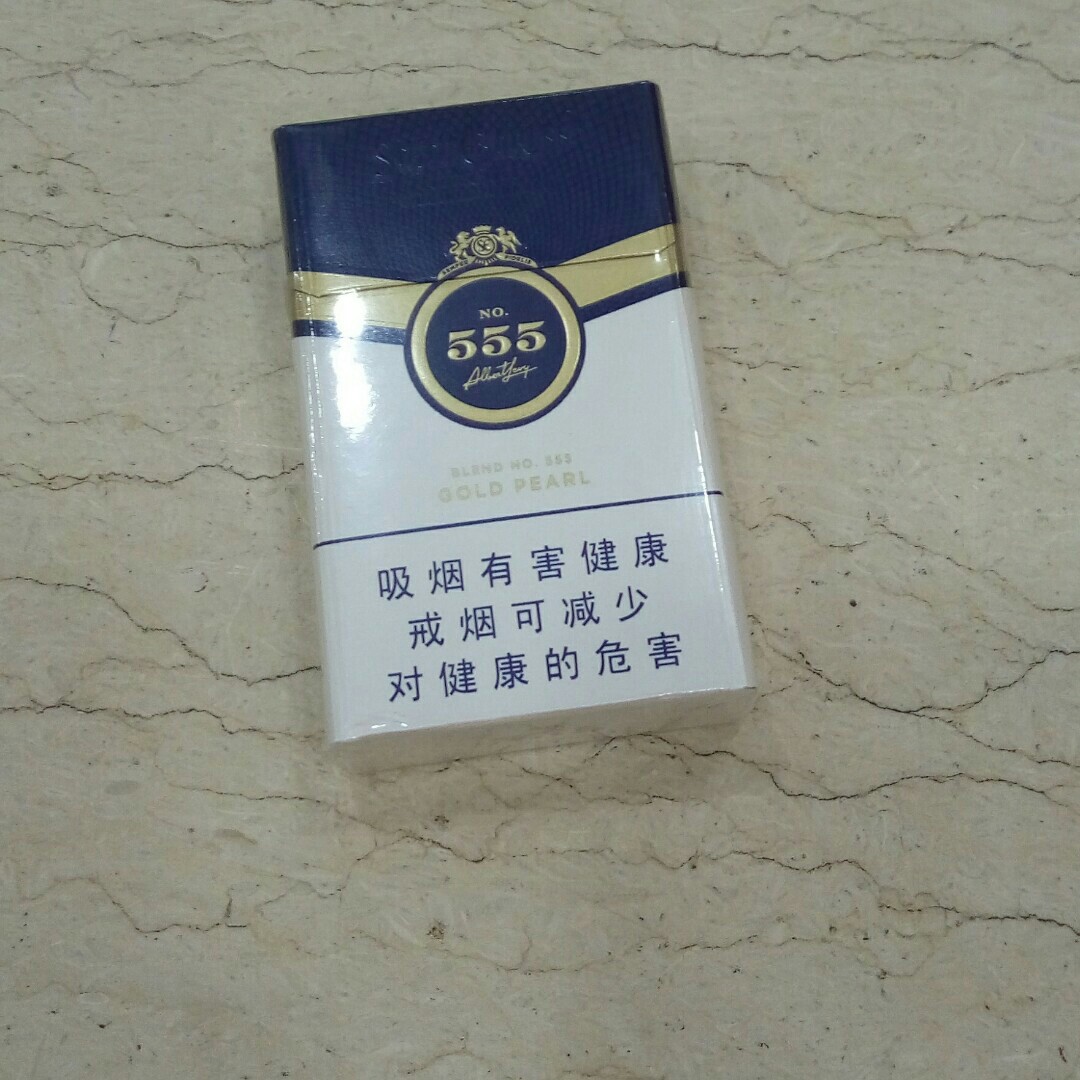 NO.
555
BLEND NO. 555
GOLD PEARL
吸烟有害健康
戒烟可减少
对健康的危害